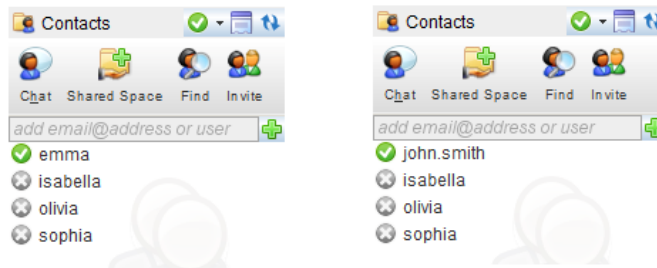 Contacts
Chat Shared Space Find Invite
add email@address or user
emma
isabella
olivia
sophia
Contacts
Chat Shared Space Find Invite
add email@address or user
john.smith
isabella
olivia
sophia